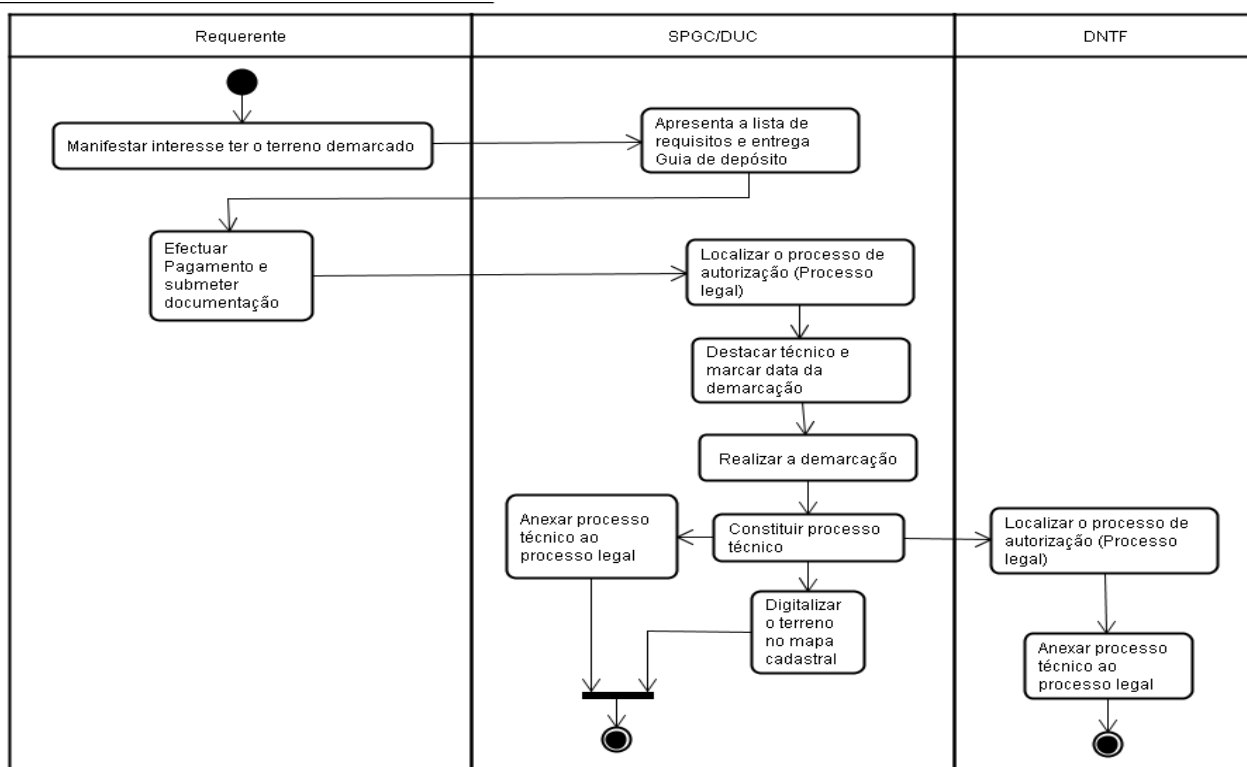 Requerente
SPGC/DUC
DNTF
Manifestar interesse ter o terreno demarcado
Apresenta a lista de
requisitos e entrega
Guia de depósito
Efectuar
Pagamento e
submeter
documentação
Localizar o processo de
autorização (Processo
legal)
Destacar técnico e
marcar data da
demarcação
Realizar a demarcação
Anexar processo
técnico ao
processo legal
Constituir processo
técnico
Localizar o processo de
autorização (Processo
legal)
Digitalizar
o terreno
no mapa
cadastral
Anexar processo
técnico ao
processo legal